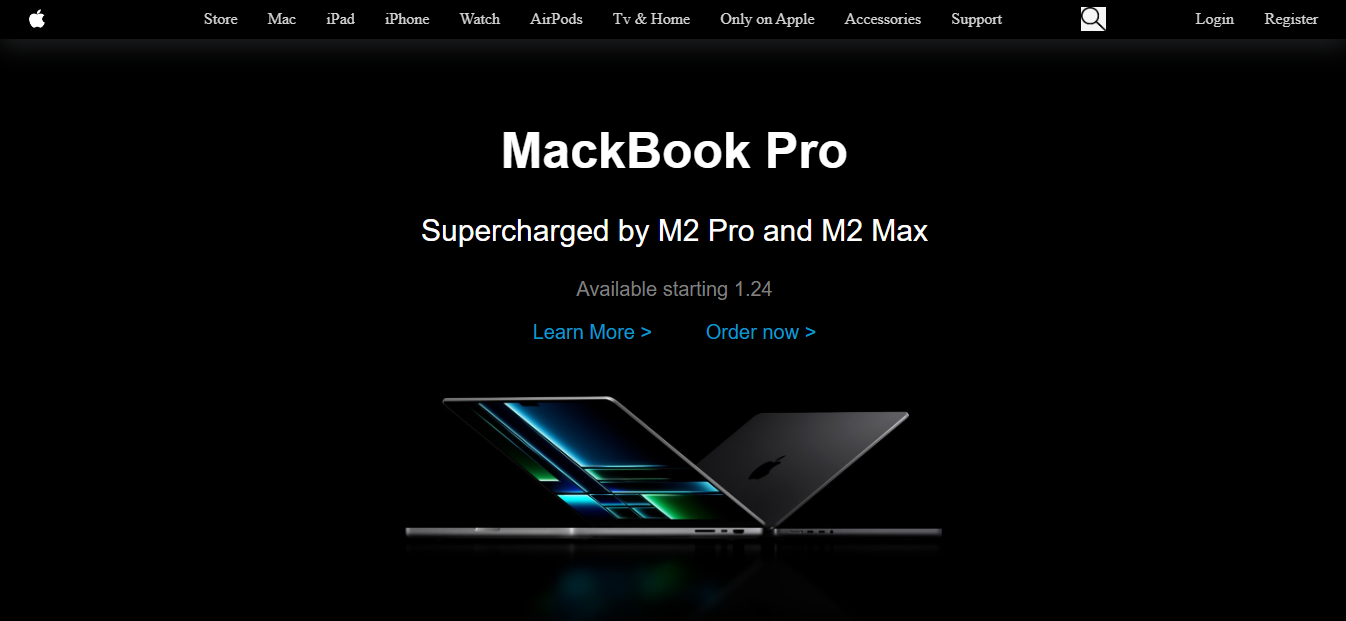 Store Mac iPad iPhone Watch AirPods Tv & Home Only on Apple Accessories Support Login Register
MackBook Pro
Supercharged by M2 Pro and M2 Max
Available starting 1.24
Learn More > Order now >